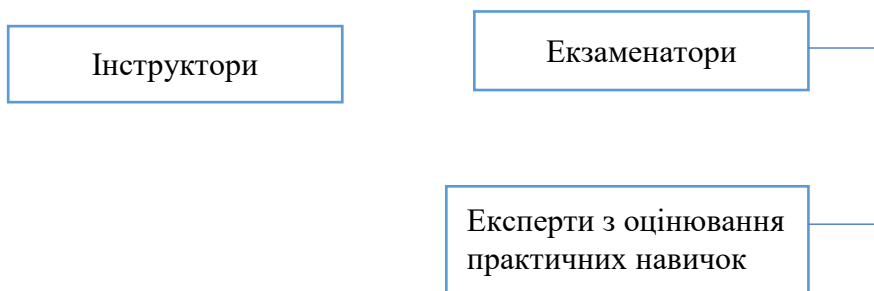 Інструктори
Екзаменатори
Експерти з оцінювання
практичних навичок